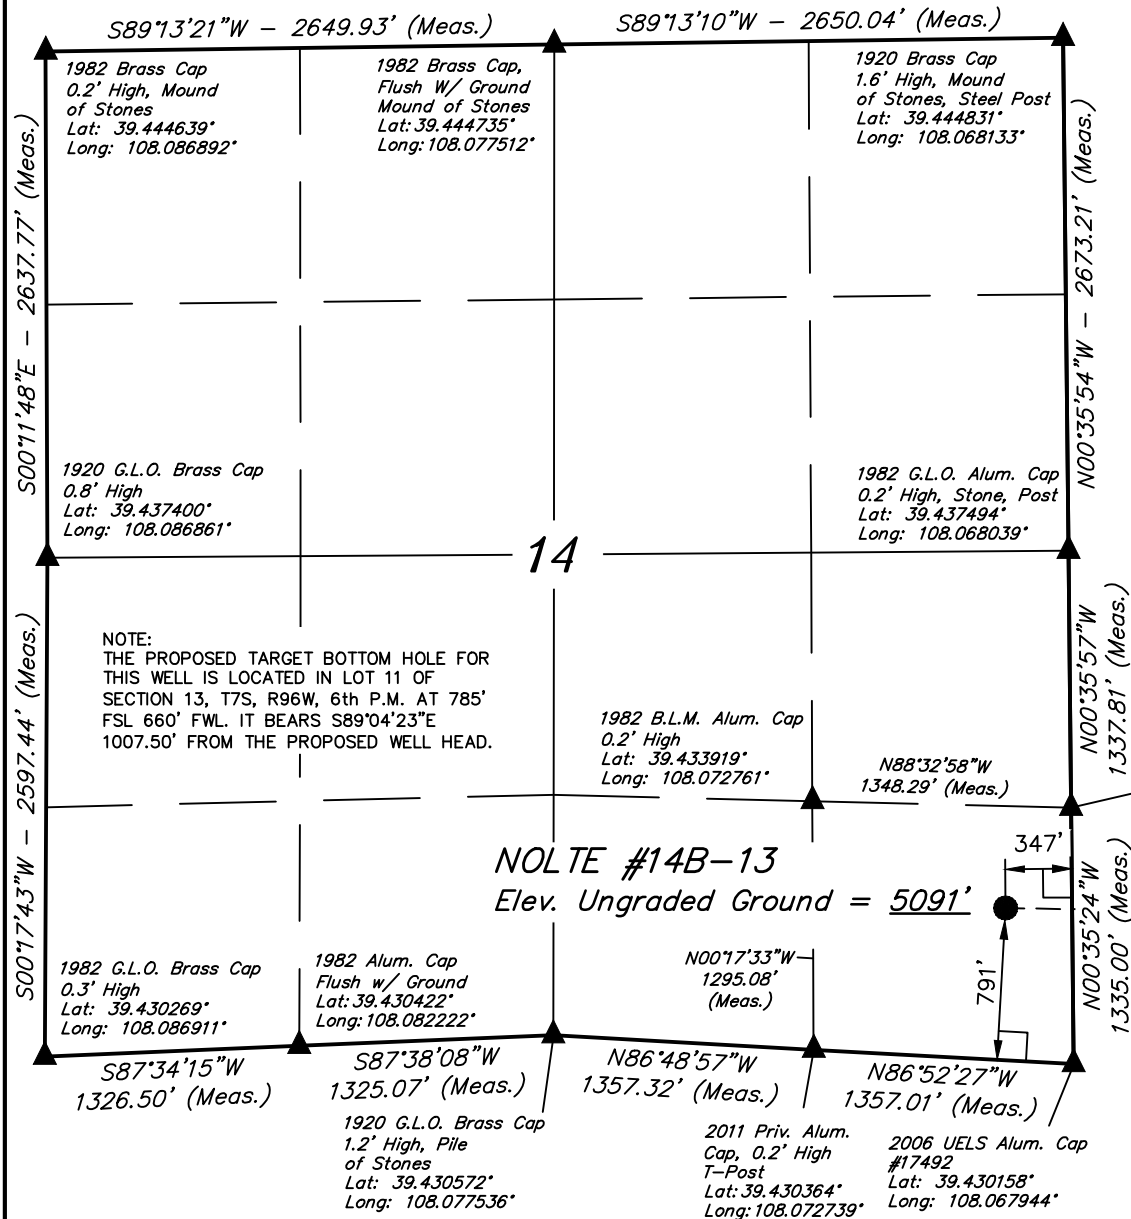 S89°13'21"W – 2649.93' (Meas.)
S89°13'10"W – 2650.04' (Meas.)
1982 Brass Cap
0.2' High, Mound
of Stones
Lat: 39.444639°
Long: 108.086892°
1982 Brass Cap,
Flush W/ Ground
Mound of Stones
Lat: 39.444735°
Long: 108.077512°
1920 Brass Cap
1.6' High, Mound
of Stones, Steel Post
Lat: 39.444831°
Long: 108.068133°
S00°11'48"E – 2637.77' (Meas.)
N00°35'54"W – 2673.21' (Meas.)
1920 G.L.O. Brass Cap
0.8' High
Lat: 39.437400°
Long: 108.086861°
1982 G.L.O. Alum. Cap
0.2' High, Stone, Post
Lat: 39.437494°
Long: 108.068039°
14
NOTE:
THE PROPOSED TARGET BOTTOM HOLE FOR
THIS WELL IS LOCATED IN LOT 11 OF
SECTION 13, T7S, R96W, 6th P.M. AT 785'
FSL 660' FWL. IT BEARS S89°04'23"E
1007.50' FROM THE PROPOSED WELL HEAD.
S00°17'43"W – 2597.44' (Meas.)
N00°35'57"W
1337.81' (Meas.)
1982 B.L.M. Alum. Cap
0.2' High
Lat: 39.433919°
Long: 108.072761°
N88°32'58"W
1348.29' (Meas.)
347'
NOLTE #14B–13
Elev. Ungraded Ground = 5091'
791'
N00°35'24"W
1335.00' (Meas.)
N00°17'33"W
1295.08'
(Meas.)
1982 G.L.O. Brass Cap
0.3' High
Lat: 39.430269°
Long: 108.086911°
1982 Alum. Cap
Flush w/ Ground
Lat: 39.430422°
Long: 108.082222°
S87°34'15"W
1326.50' (Meas.)
S87°38'08"W
1325.07' (Meas.)
N86°48'57"W
1357.32' (Meas.)
N86°52'27"W
1357.01' (Meas.)
1920 G.L.O. Brass Cap
1.2' High, Pile
of Stones
Lat: 39.430572°
Long: 108.077536°
2011 Priv. Alum.
Cap, 0.2' High
T–Post
Lat: 39.430364°
Long: 108.072739°
2006 UELS Alum. Cap
#17492
Lat: 39.430158°
Long: 108.067944°